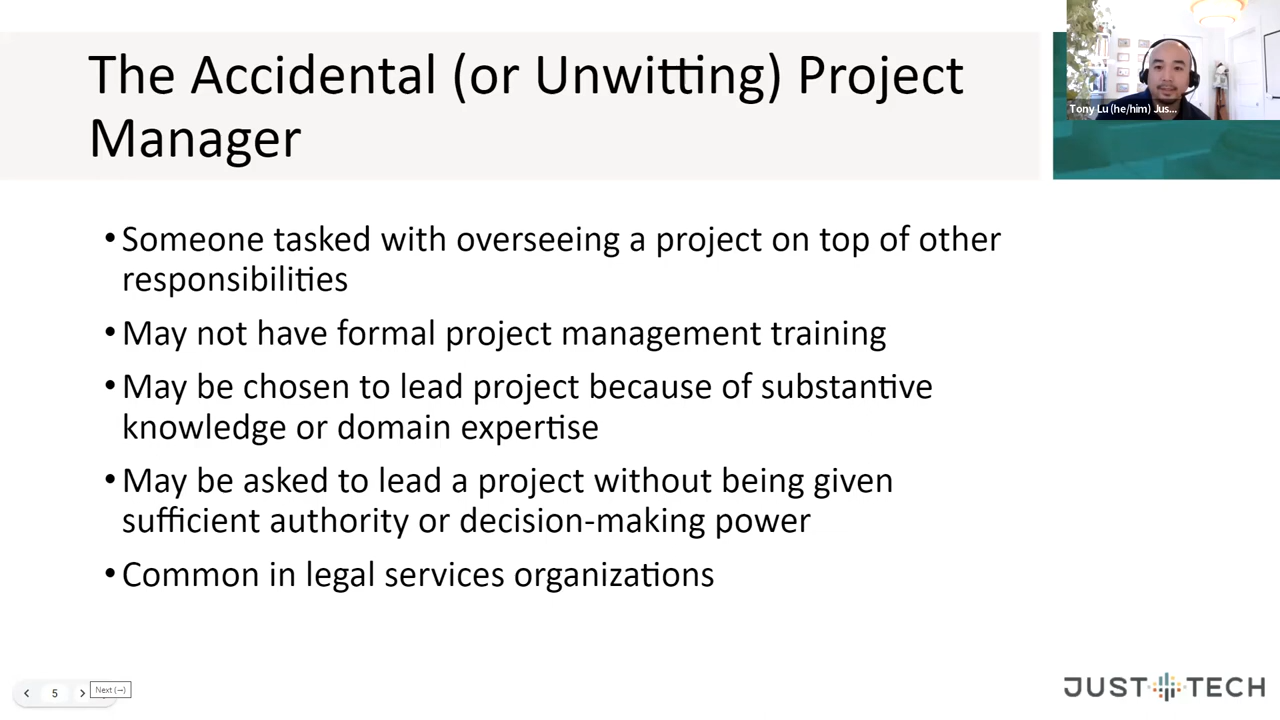 The Accidental (or Unwitting) Project
Manager
Tony Lu (he/him) Jus...
• Someone tasked with overseeing a project on top of other
responsibilities
• May not have formal project management training
• May be chosen to lead project because of substantive
knowledge or domain expertise
• May be asked to lead a project without being given
sufficient authority or decision-making power
• Common in legal services organizations
5
Next (→)
JUST TECH